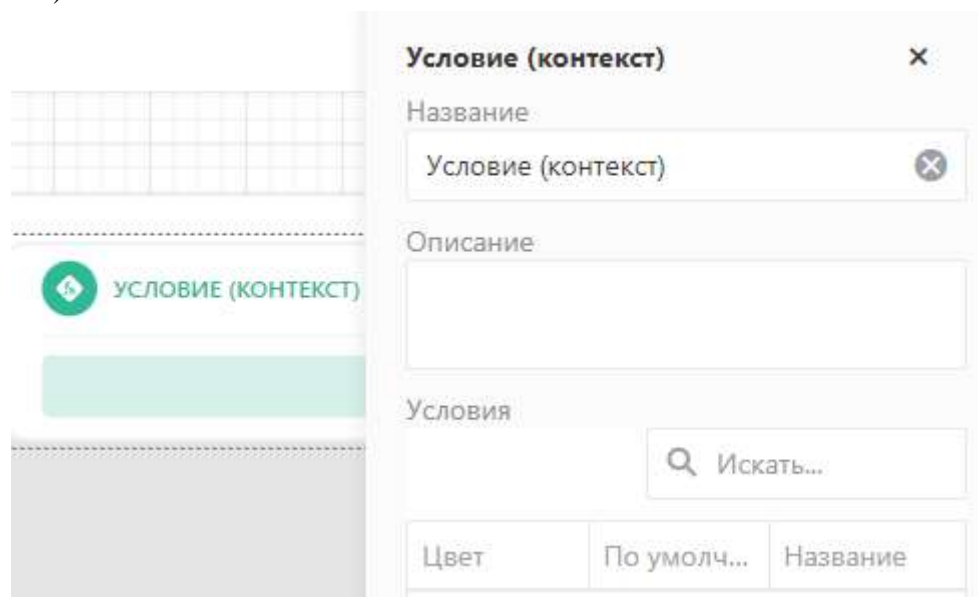 Условие (контекст)
Название
Условие (контекст)
Описание
УСЛОВИЕ (КОНТЕКСТ)
Условия
Искать...
Цвет
По умолч...
Название